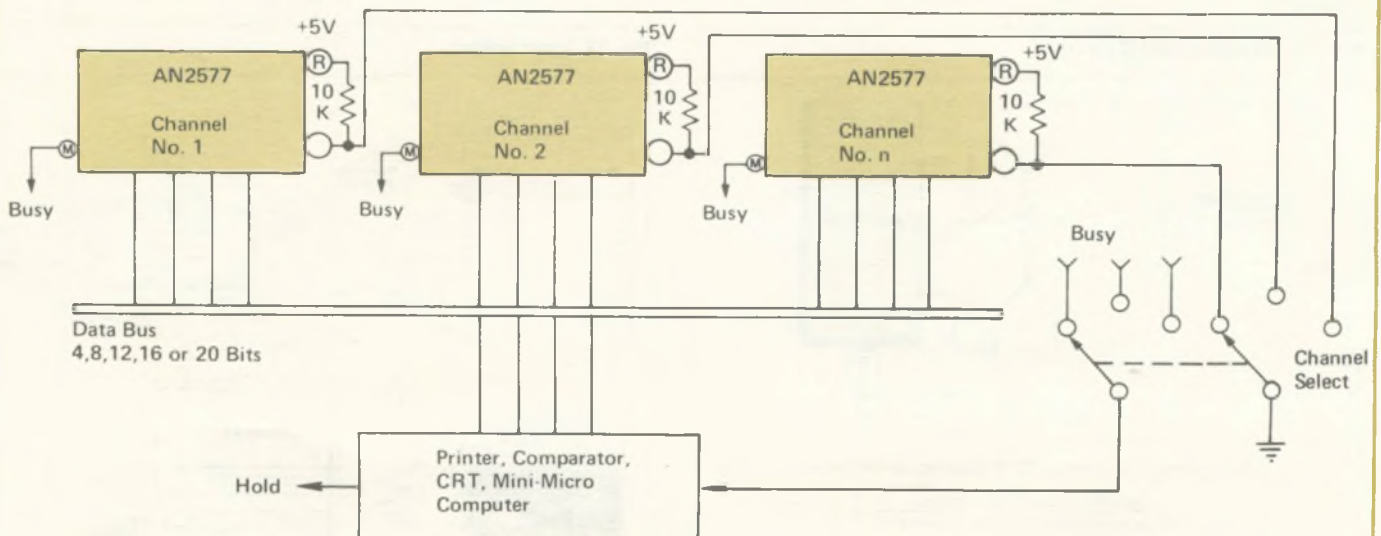 +5V
AN2577
R
10
K
Channel
No. 1
M
Busy
+5V
AN2577
R
10
K
Channel
No. 2
M
Busy
+5V
AN2577
R
10
K
Channel
No. n
M
Busy
Busy
Data Bus
4,8,12,16 or 20 Bits
Channel
Select
Printer, Comparator,
CRT, Mini-Micro
Computer
Hold